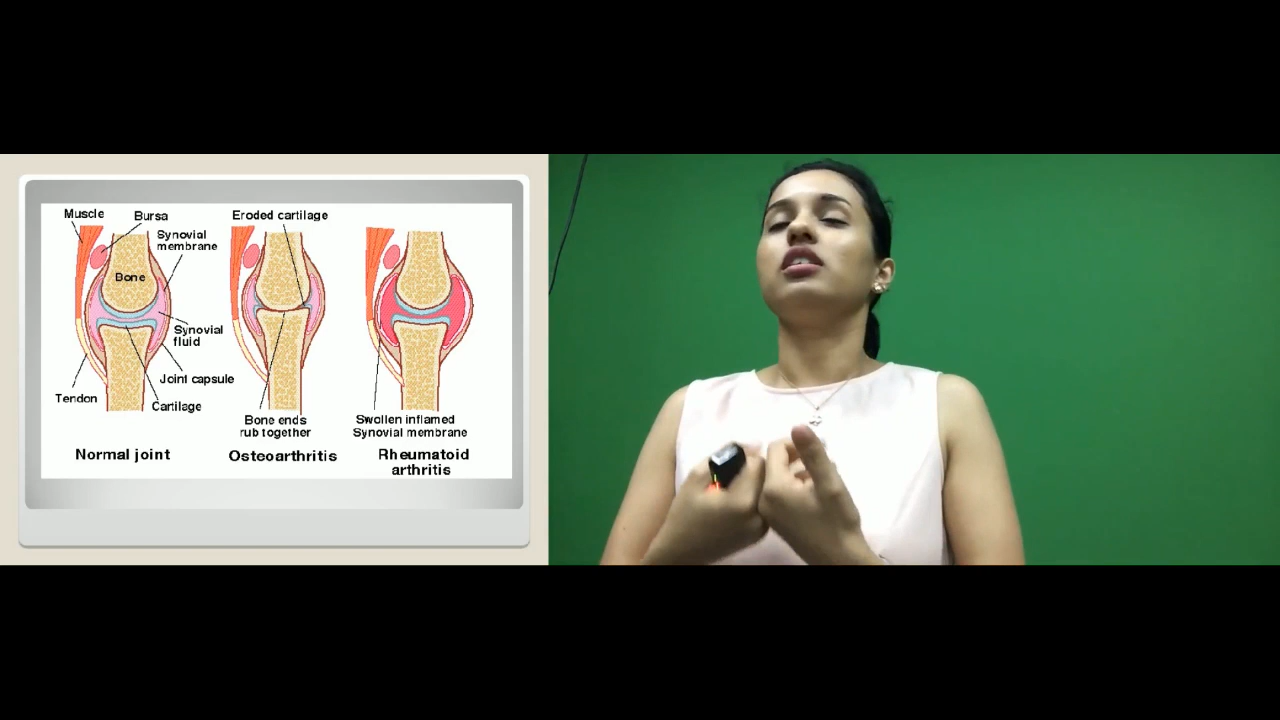 Muscle
Bursa
Synovial
membrane
Bone
Synovial
fluid
Joint capsule
Tendon
Cartilage
Normal joint
Eroded cartilage
Bone ends
rub together
Osteoarthritis
Swollen inflamed
Synovial membrane
Rheumatoid
arthritis